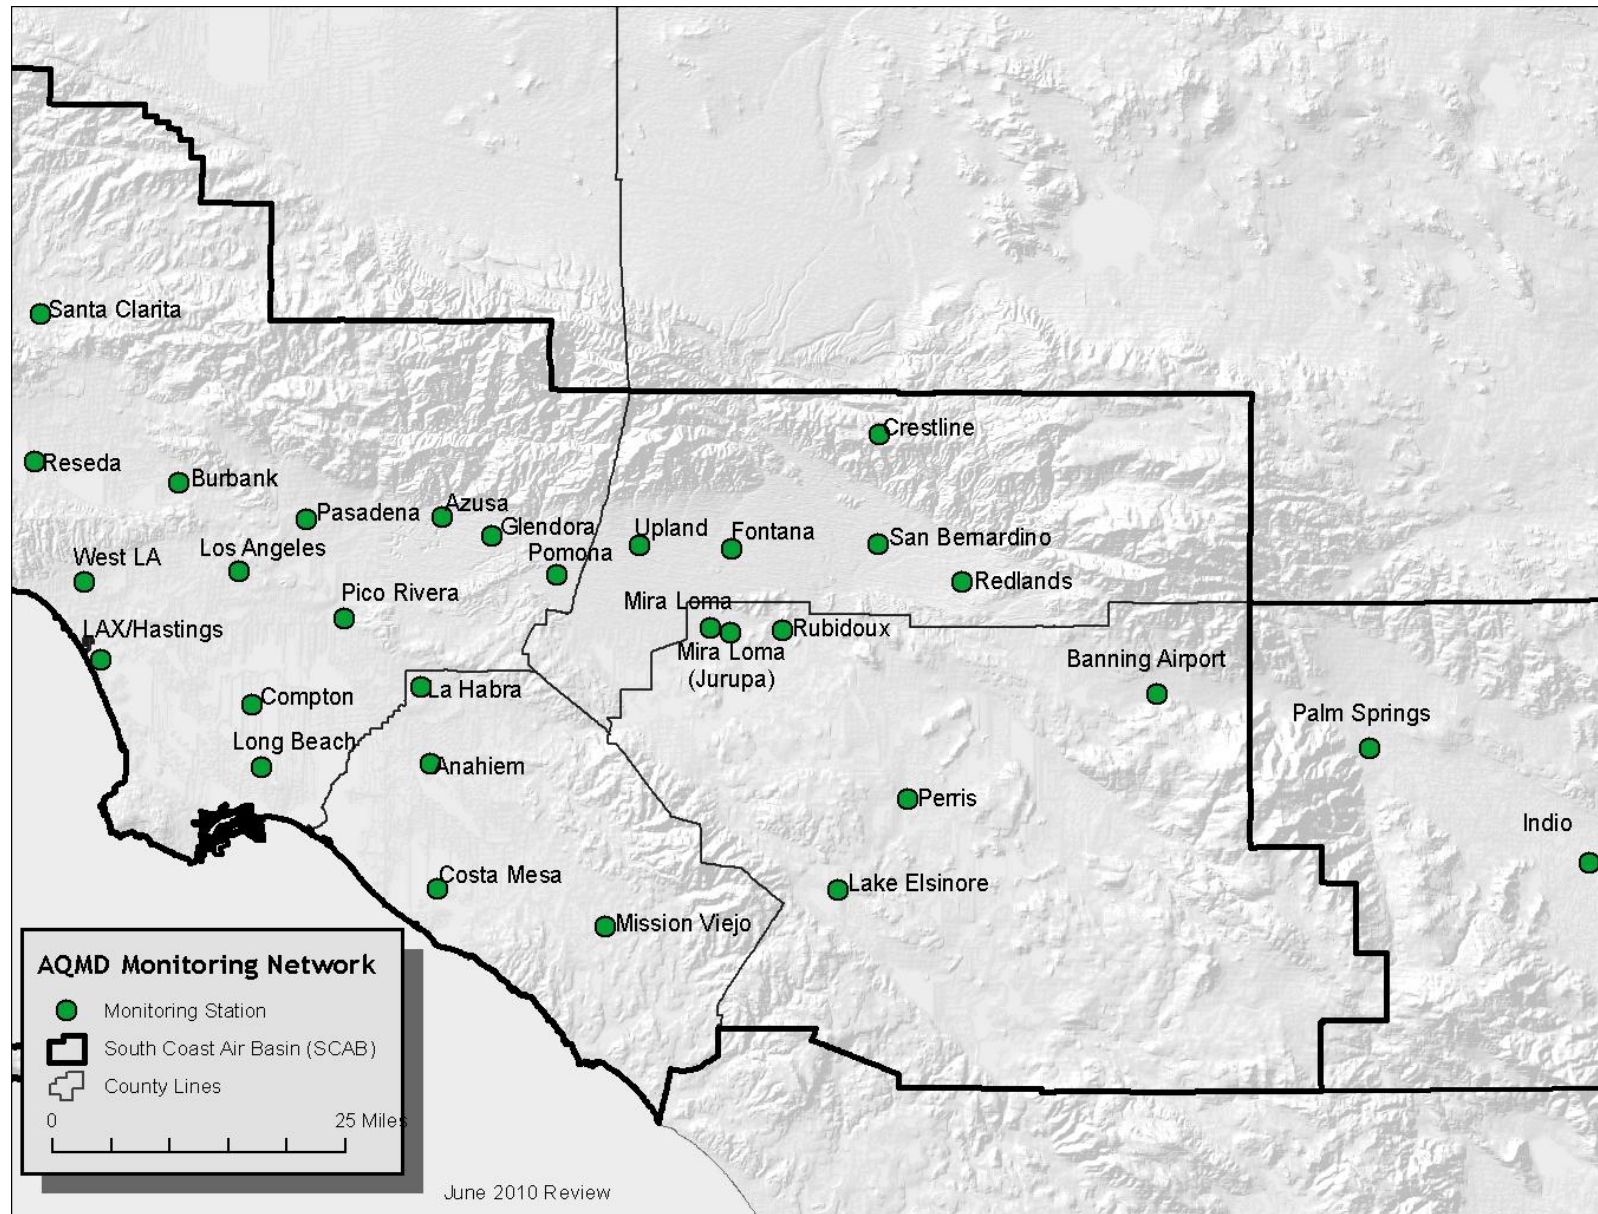 Santa Clarita
Crestline
Reseda
Burbank
Pasadena
Azusa
Glendora
Upland
Fontana
San Bernardino
West LA
Los Angeles
Pomona
Redlands
Pico Rivera
Mira Loma
LAX/Hastings
Rubidoux
Mira Loma
(Jurupa)
Banning Airport
La Habra
Compton
Palm Springs
Long Beach
Anahiem
Perris
Indio
Costa Mesa
Lake Elsinore
Mission Viejo
AQMD Monitoring Network
Monitoring Station
South Coast Air Basin (SCAB)
County Lines
0 25 Miles
June 2010 Review